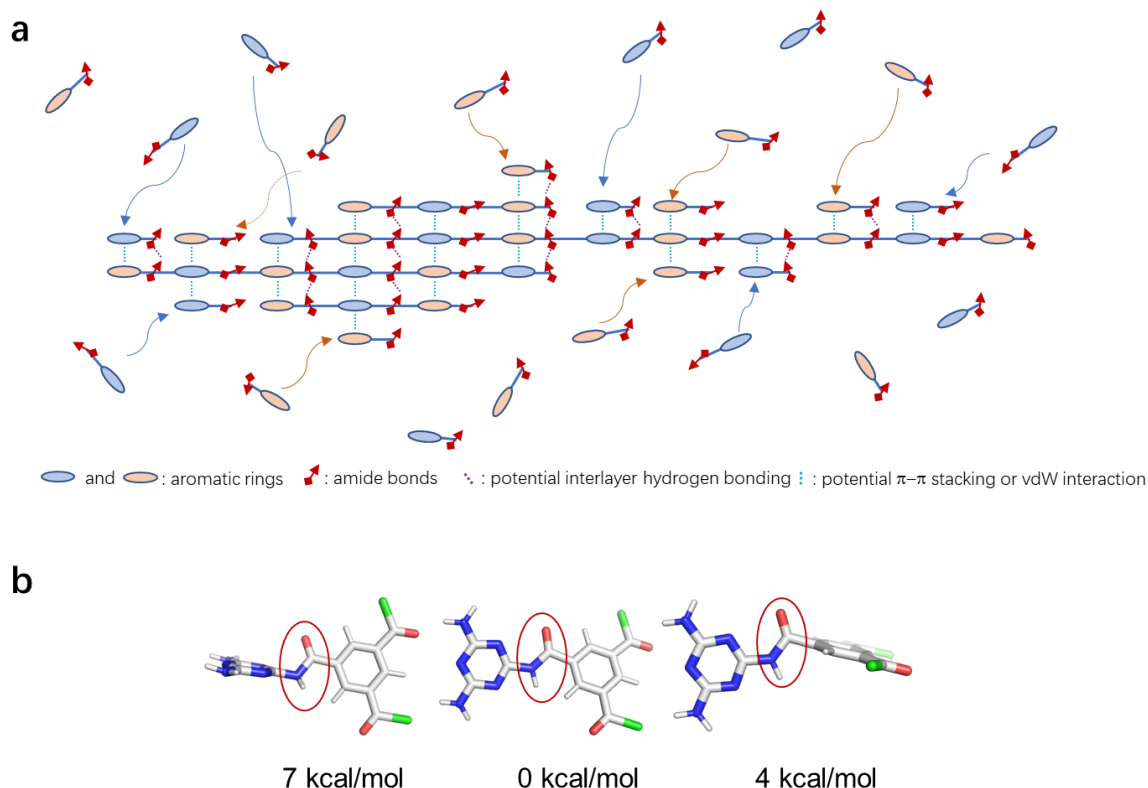 a
and : aromatic rings : amide bonds : potential interlayer hydrogen bonding : potential π–π stacking or vdW interaction
b
7 kcal/mol 0 kcal/mol 4 kcal/mol